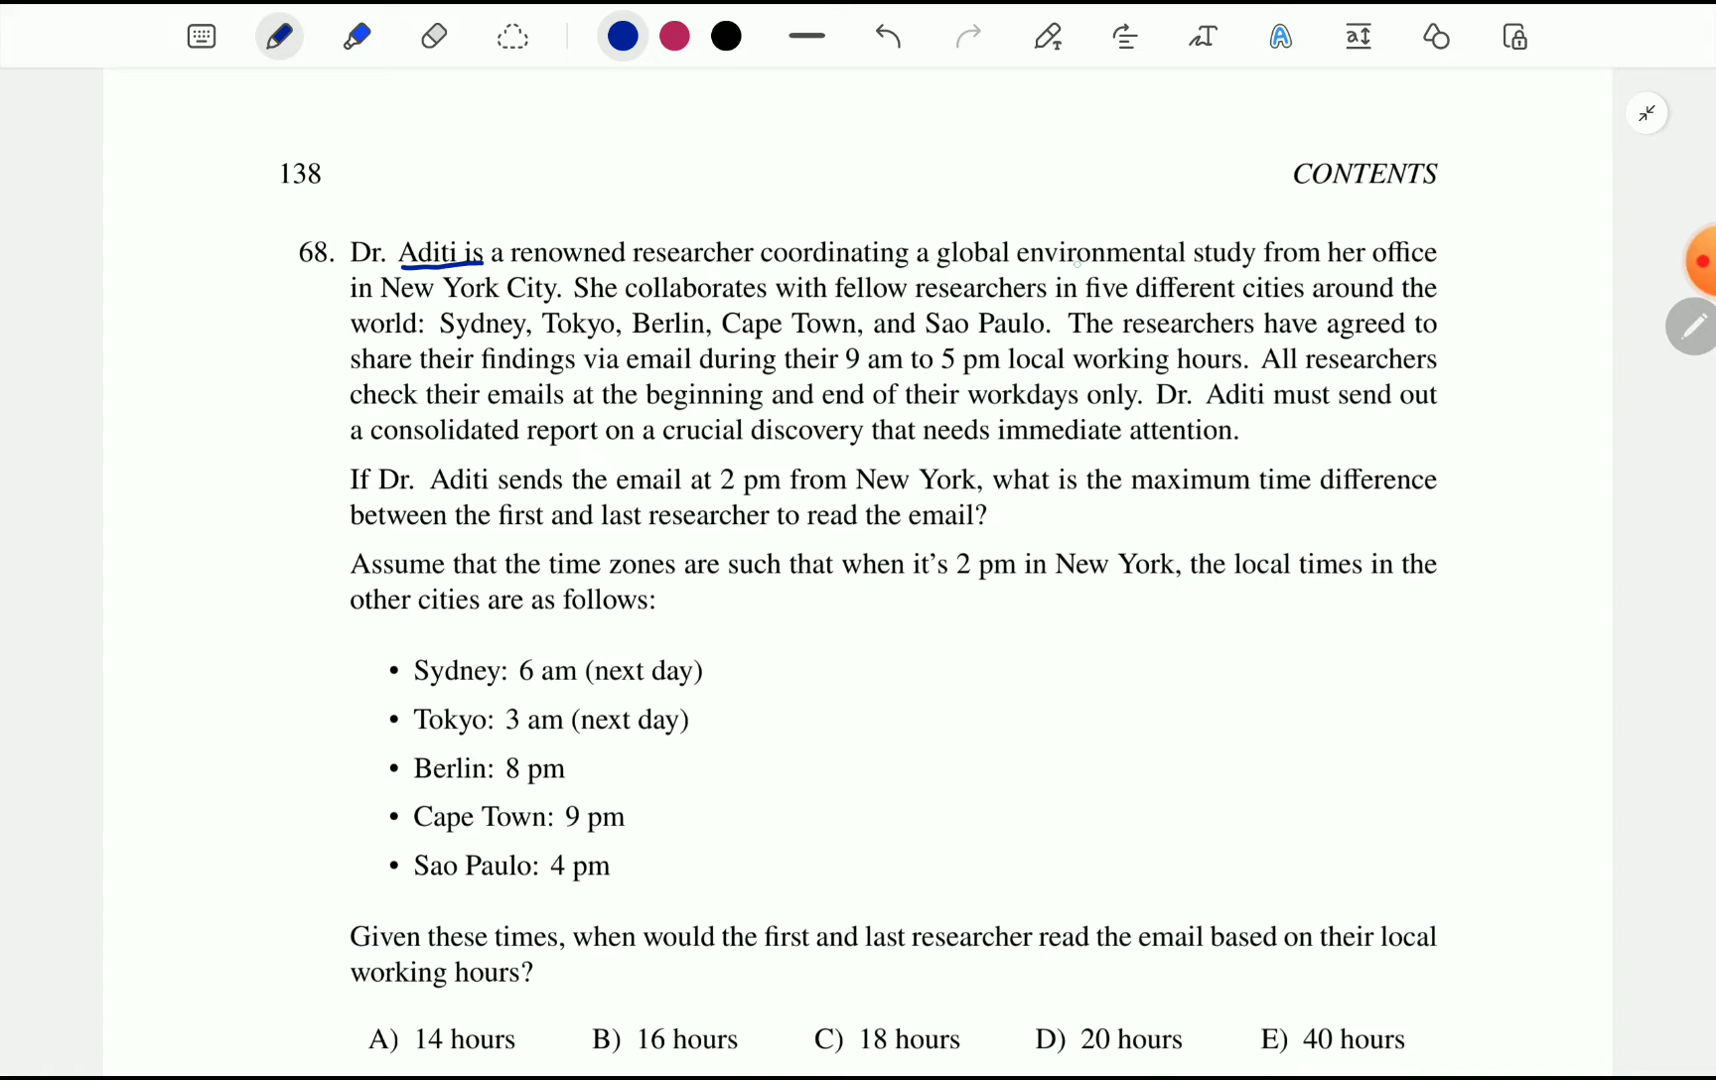 138 CONTENTS
68. Dr. Aditi is a renowned researcher coordinating a global environmental study from her office
in New York City. She collaborates with fellow researchers in five different cities around the
world: Sydney, Tokyo, Berlin, Cape Town, and Sao Paulo. The researchers have agreed to
share their findings via email during their 9 am to 5 pm local working hours. All researchers
check their emails at the beginning and end of their workdays only. Dr. Aditi must send out
a consolidated report on a crucial discovery that needs immediate attention.
If Dr. Aditi sends the email at 2 pm from New York, what is the maximum time difference
between the first and last researcher to read the email?
Assume that the time zones are such that when it's 2 pm in New York, the local times in the
other cities are as follows:
• Sydney: 6 am (next day)
• Tokyo: 3 am (next day)
• Berlin: 8 pm
• Cape Town: 9 pm
• Sao Paulo: 4 pm
Given these times, when would the first and last researcher read the email based on their local
working hours?
A) 14 hours B) 16 hours C) 18 hours D) 20 hours E) 40 hours